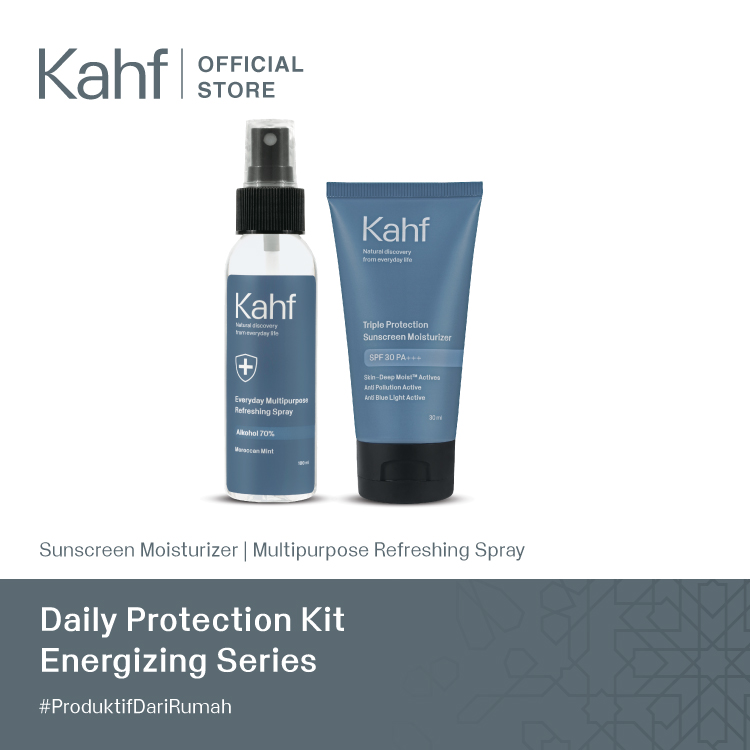 Kahf
OFFICIAL
STORE
Kahf
Natural discovery
from everyday life
Everyday Multipurpose
Refreshing Spray
Alkohol 70%
Moroccan Mint
100 ml
Kahf
Natural discovery
from everyday life
Triple Protection
Sunscreen Moisturizer
SPF 30 PA+++
Skin-Deep Moist™ Actives
Anti Pollution Active
Anti Blue Light Active
30 ml
Sunscreen Moisturizer | Multipurpose Refreshing Spray
Daily Protection Kit
Energizing Series
#ProduktifDariRumah